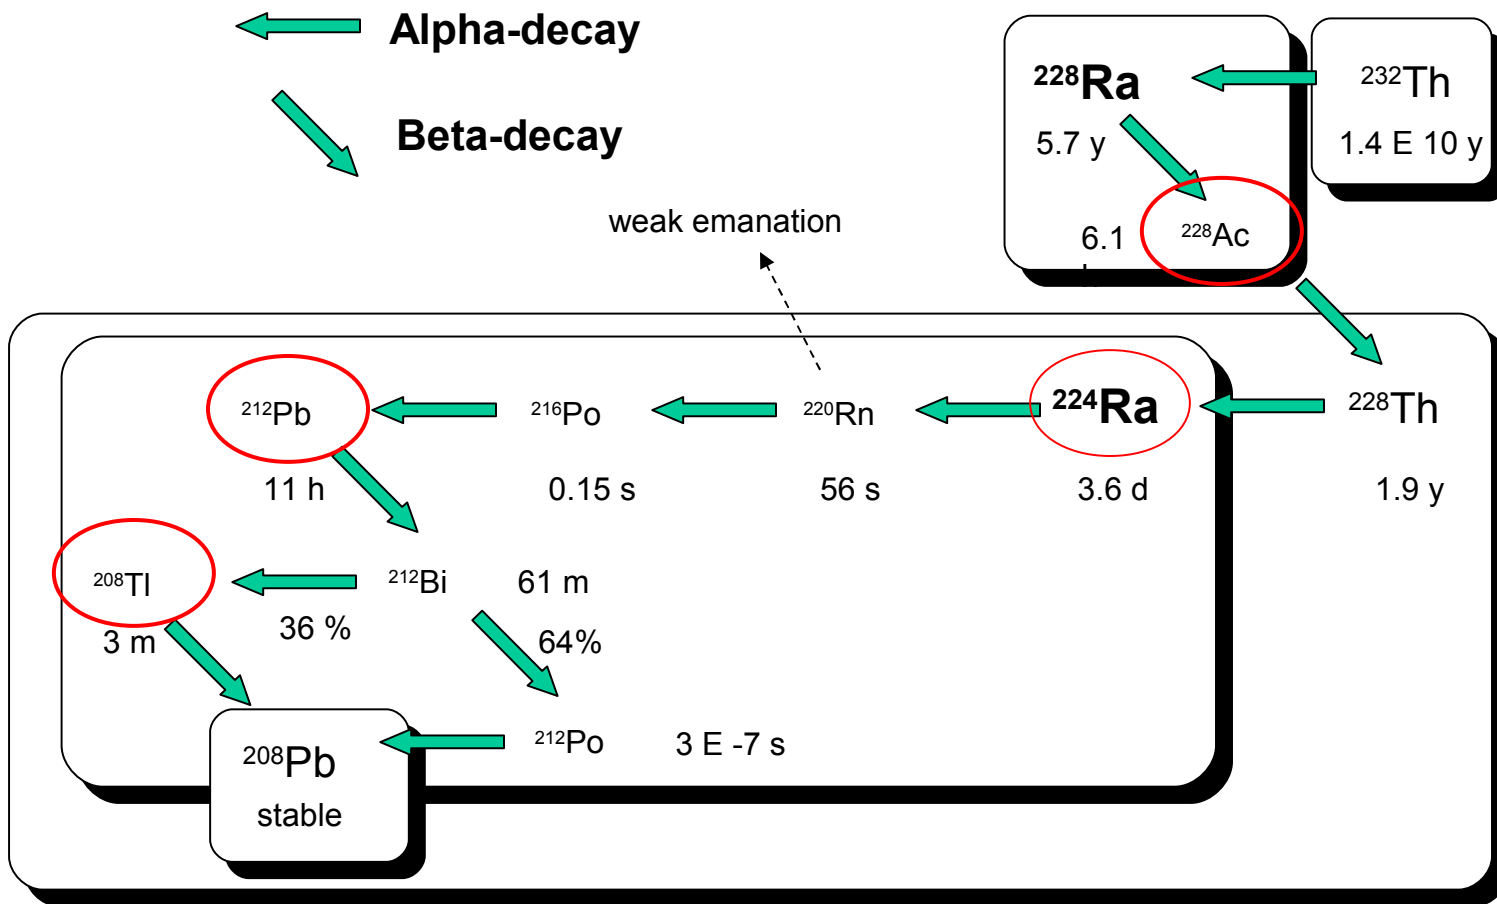 Alpha-decay
Beta-decay
²²⁸Ra
²³²Th
5.7 y
1.4 E 10 y
6.1
²²⁸Ac
weak emanation
²¹²Pb
²¹⁶Po
²²⁰Rn
²²⁴Ra
²²⁸Th
11 h
0.15 s
56 s
3.6 d
1.9 y
²⁰⁸Tl
²¹²Bi
61 m
3 m
36 %
64%
²⁰⁸Pb
²¹²Po
3 E -7 s
stable